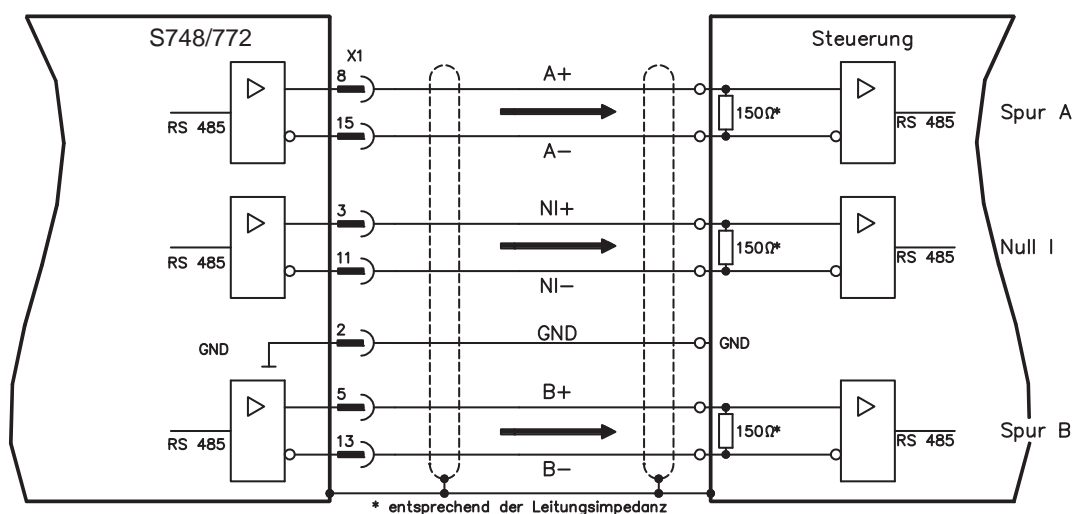 S748/772
Steuerung
X1
8
A+
RS 485
150Ω*
RS 485
Spur A
15
A−
3
NI+
RS 485
150Ω*
RS 485
Null I
11
NI−
2
GND
GND
GND
5
B+
RS 485
150Ω*
RS 485
Spur B
13
B−
* entsprechend der Leitungsimpedanz